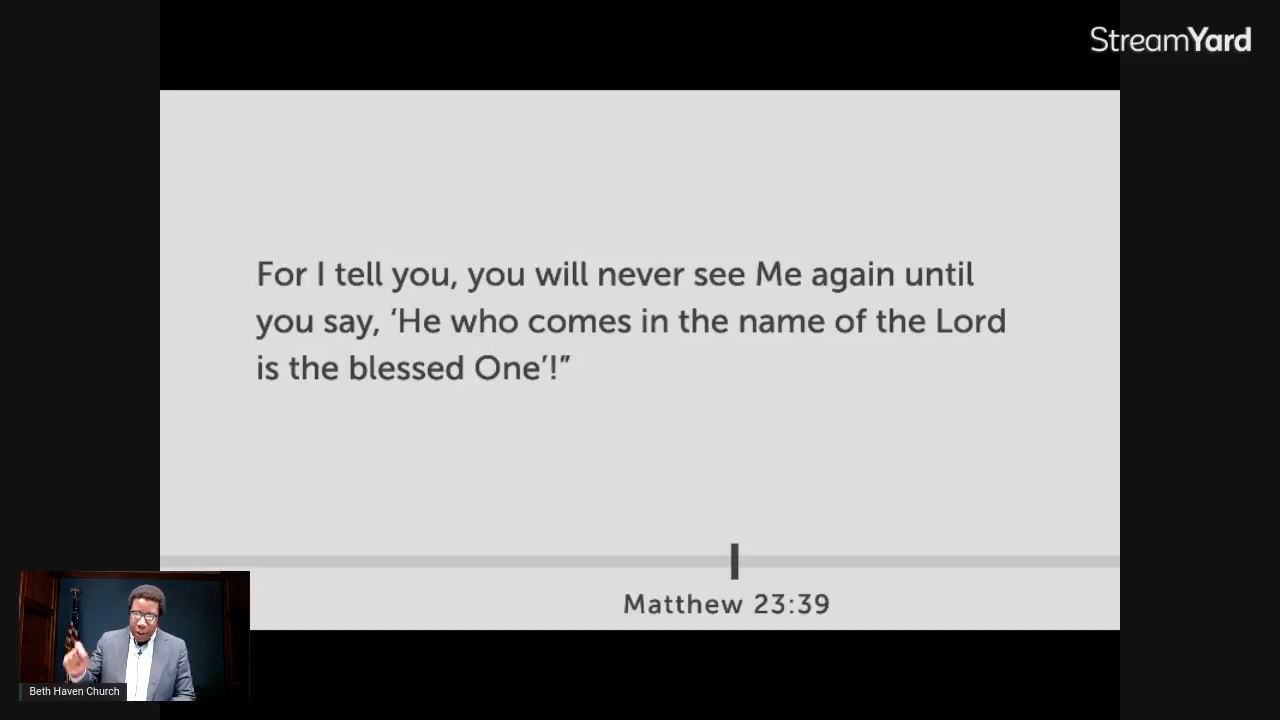 StreamYard
For I tell you, you will never see Me again until
you say, ‘He who comes in the name of the Lord
is the blessed One’!”
Matthew 23:39
Beth Haven Church